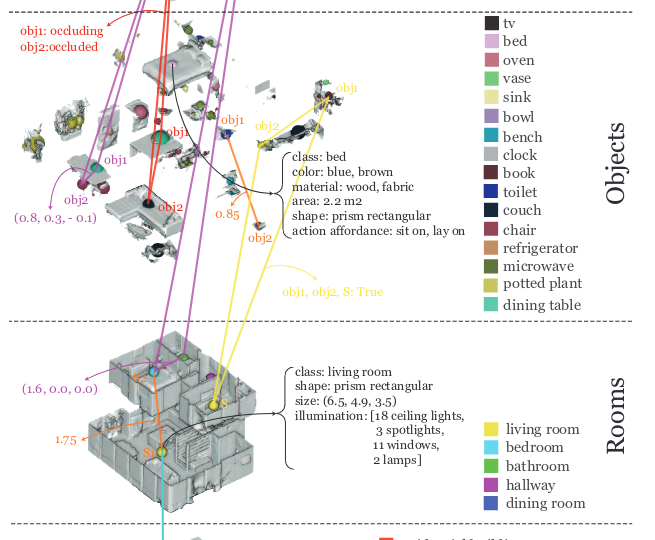 obj1: occluding
obj2:occluded
obj1
obj2
(0.8, 0.3, - 0.1)
obj1
obj2
obj1
0.85
obj2
obj2
obj1
class: bed
color: blue, brown
material: wood, fabric
area: 2.2 m2
shape: prism rectangular
action affordance: sit on, lay on
obj1, obj2, S: True
tv
bed
oven
vase
sink
bowl
bench
clock
book
toilet
couch
chair
refrigerator
microwave
potted plant
dining table
Objects
(1.6, 0.0, 0.0)
1.75
S1
S
class: living room
shape: prism rectangular
size: (6.5, 4.9, 3.5)
illumination: [18 ceiling lights,
3 spotlights,
11 windows,
2 lamps]
living room
bedroom
bathroom
hallway
dining room
Rooms